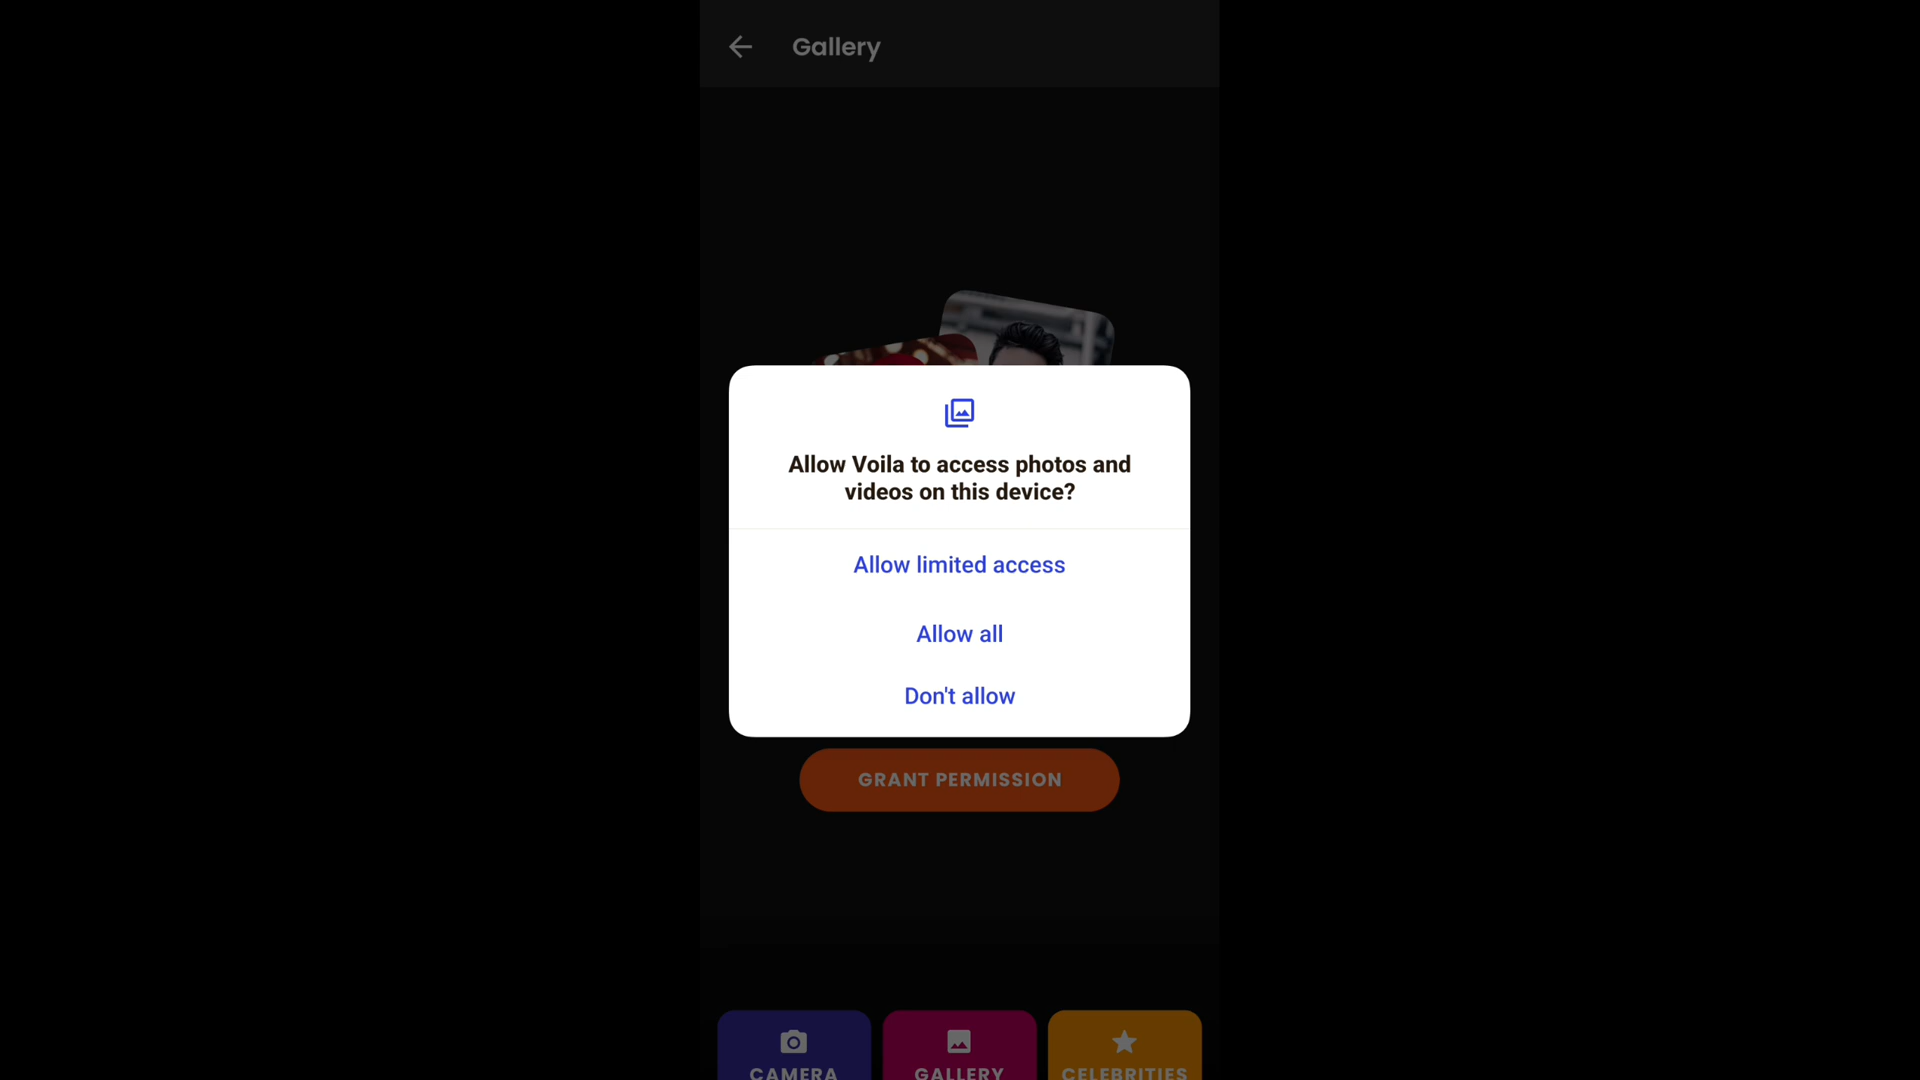 Gallery
Allow Voila to access photos and
videos on this device?
Allow limited access
Allow all
Don't allow
GRANT PERMISSION
CAMERA
GALLERY
CELEBRITIES